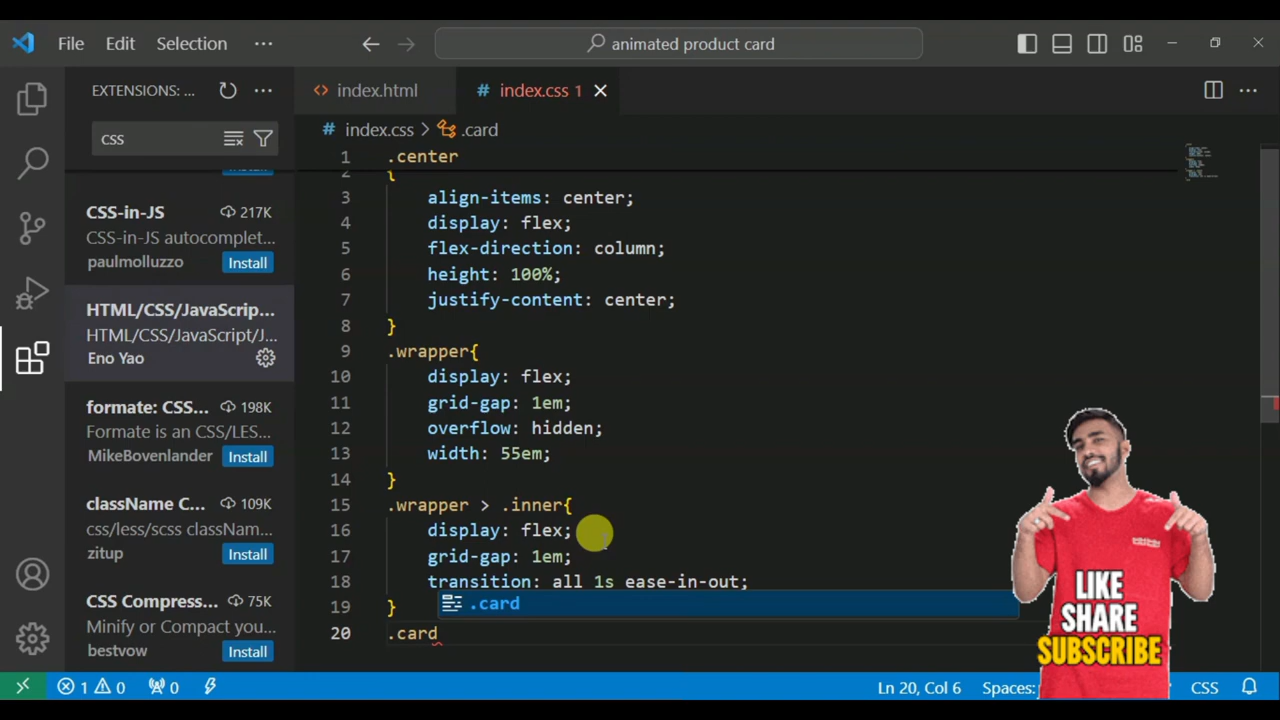 File Edit Selection ···
animated product card
EXTENSIONS: ...
css
Install
CSS-in-JS 217K
CSS-in-JS autocomplet...
paulmolluzzo Install
HTML/CSS/JavaScrip...
HTML/CSS/JavaScript/J...
Eno Yao
formate: CSS... 198K
Formate is an CSS/LES...
MikeBovenlander Install
className C... 109K
css/less/scss classNam...
zitup Install
CSS Compress... 75K
Minify or Compact you...
bestvow Install
index.html # index.css 1
# index.css > .card
1 .center
2 {
3 align-items: center;
4 display: flex;
5 flex-direction: column;
6 height: 100%;
7 justify-content: center;
8 }
9 .wrapper{
10 display: flex;
11 grid-gap: 1em;
12 overflow: hidden;
13 width: 55em;
14 }
15 .wrapper > .inner{
16 display: flex;
17 grid-gap: 1em;
18 transition: all 1s ease-in-out;
19 }
.card
20 .card
LIKE
SHARE
SUBSCRIBE
1 0 0 Ln 20, Col 6 Spaces: CSS